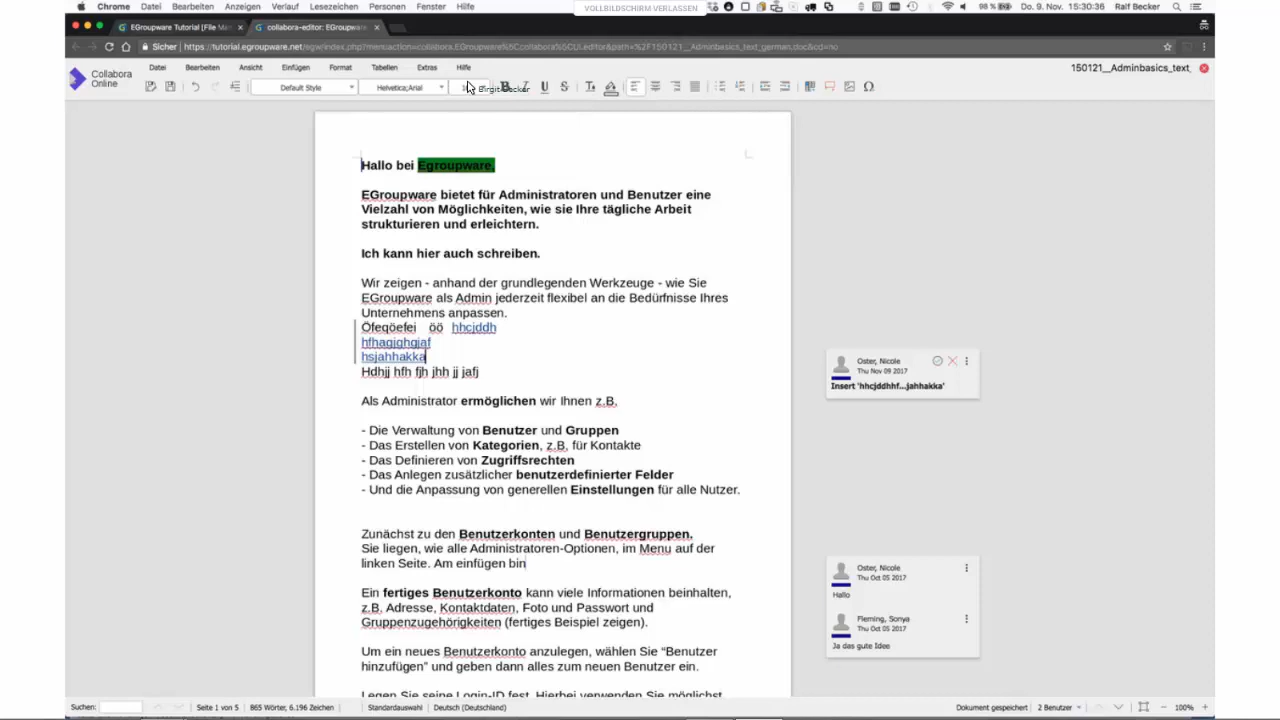 Chrome Datei Bearbeiten Anzeigen Verlauf Lesezeichen Personen Fenster Hilfe
VOLLBILDSCHIRM VERLASSEN
98 % Do. 9. Nov. 15:30:36 Ralf Becker
EGroupware Tutorial [File Man
collabora-editor: EGroupware
Sicher
Collabora Online
Datei Bearbeiten Ansicht Einfügen Format Tabellen Extras Hilfe
150121__Adminbasics_text_
Default Style Helvetica;Arial
Hallo bei Egroupware,
EGroupware bietet für Administratoren und Benutzer eine
Vielzahl von Möglichkeiten, wie sie Ihre tägliche Arbeit
strukturieren und erleichtern.
Ich kann hier auch schreiben.
Wir zeigen - anhand der grundlegenden Werkzeuge - wie Sie
EGroupware als Admin jederzeit flexibel an die Bedürfnisse Ihres
Unternehmens anpassen.
Öfeqöefei öö hhcjddh
hfhagjghgjaf
hsjahhakka
Hdhjj hfh fjh jhh jj jafj
Als Administrator ermöglichen wir Ihnen z.B,
- Die Verwaltung von Benutzer und Gruppen
- Das Erstellen von Kategorien, z.B, für Kontakte
- Das Definieren von Zugriffsrechten
- Das Anlegen zusätzlicher benutzerdefinierter Felder
- Und die Anpassung von generellen Einstellungen für alle Nutzer.
Zunächst zu den Benutzerkonten und Benutzergruppen.
Sie liegen, wie alle Administratoren-Optionen, im Menu auf der
linken Seite. Am einfügen bin
Ein fertiges Benutzerkonto kann viele Informationen beinhalten,
z.B, Adresse, Kontaktdaten, Foto und Passwort und
Gruppenzugehörigkeiten (fertiges Beispiel zeigen).
Um ein neues Benutzerkonto anzulegen, wählen Sie “Benutzer
hinzufügen” und geben dann alles zum neuen Benutzer ein.
Legen Sie seine Login-ID fest. Hierbei verwenden Sie möglichst
Oster, Nicole
Thu Nov 09 2017
Insert 'hhcjddhhf...jahhakka'
Oster, Nicole
Thu Oct 05 2017
Hallo
Fleming, Sonya
Thu Oct 05 2017
Ja das gute Idee
Suchen: Seite 1 von 5 865 Wörter, 6.196 Zeichen Standardauswahl Deutsch (Deutschland) Dokument gespeichert 2 Benutzer 100%